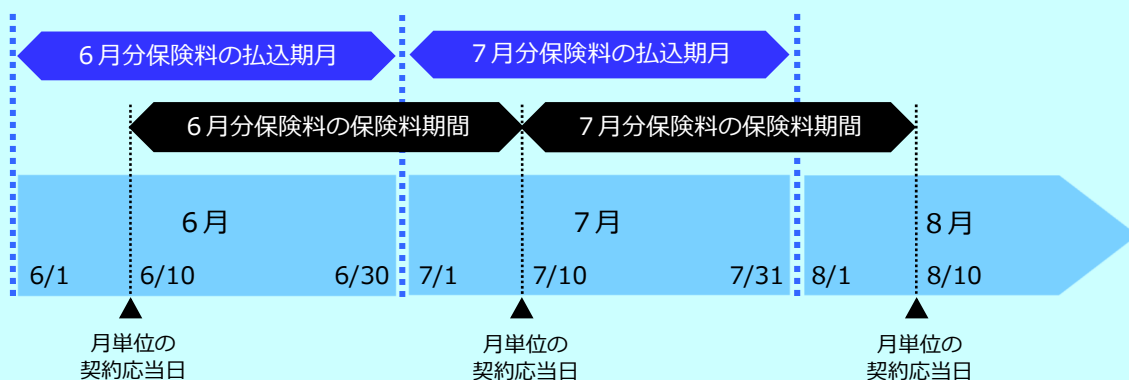 ６月分保険料の払込期月
７月分保険料の払込期月
６月分保険料の保険料期間
７月分保険料の保険料期間
６月
７月
８月
6/1
6/10
6/30
7/1
7/10
7/31
8/1
8/10
月単位の
契約応当日
月単位の
契約応当日
月単位の
契約応当日